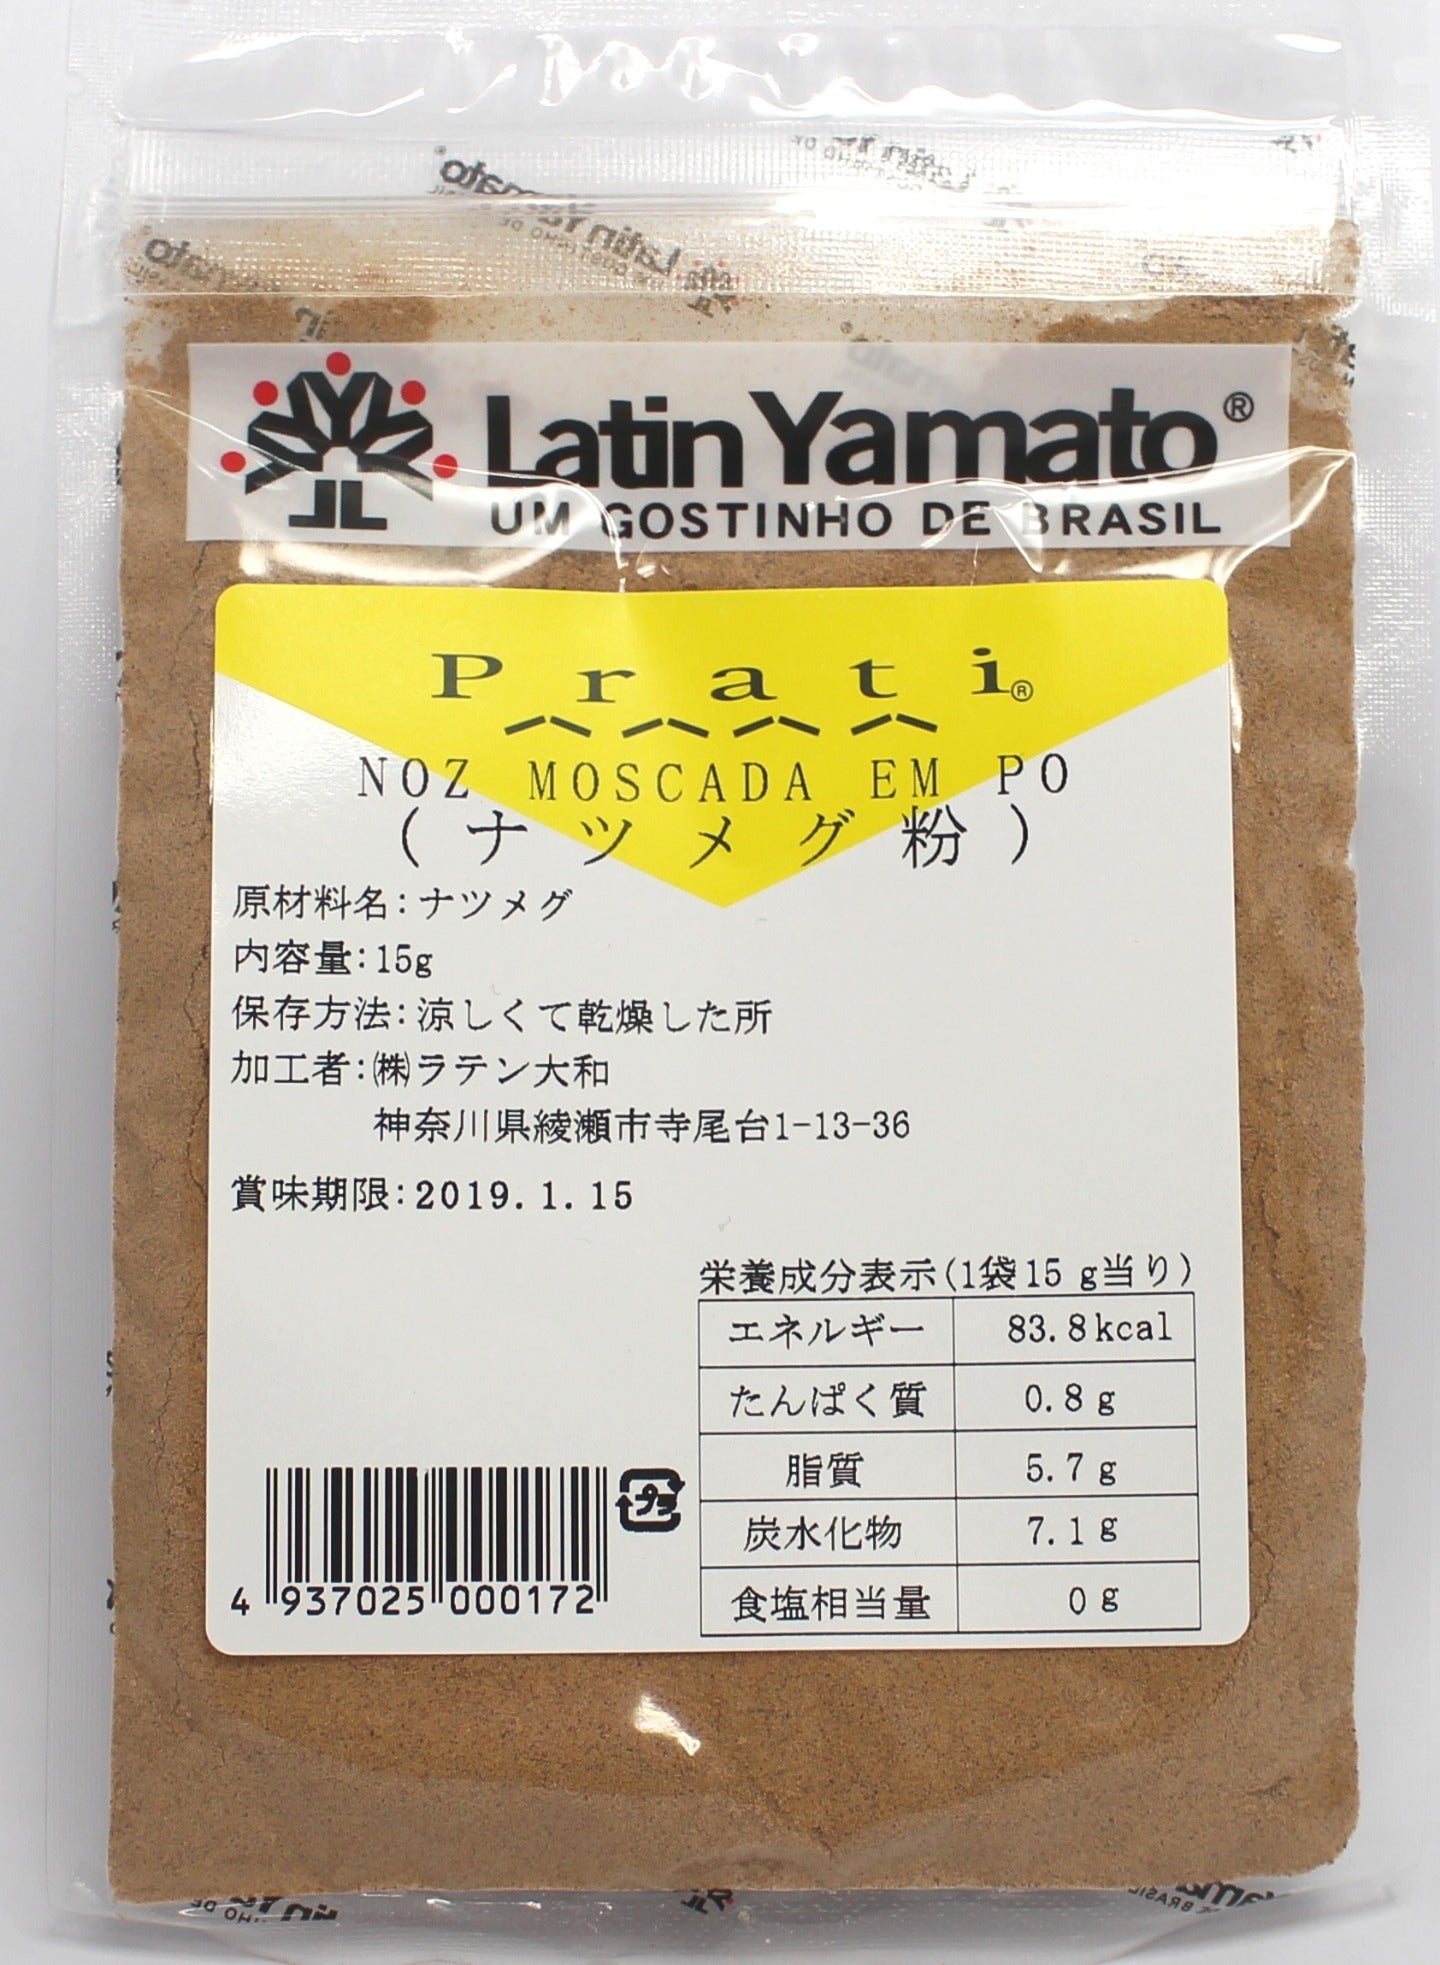 Latin Yamato®
UM GOSTINHO DE BRASIL
Prati®
NOZ MOSCADA EM PO
(ナツメグ粉)
原材料名:ナツメグ
内容量:15g
保存方法:涼しくて乾燥した所
加工者:㈱ラテン大和
神奈川県綾瀬市寺尾台1-13-36
賞味期限:2019.1.15
栄養成分表示(1袋15g当り)
エネルギー 83.8kcal
たんぱく質 0.8g
脂質 5.7g
炭水化物 7.1g
食塩相当量 0g
プラ
4 937025 000172